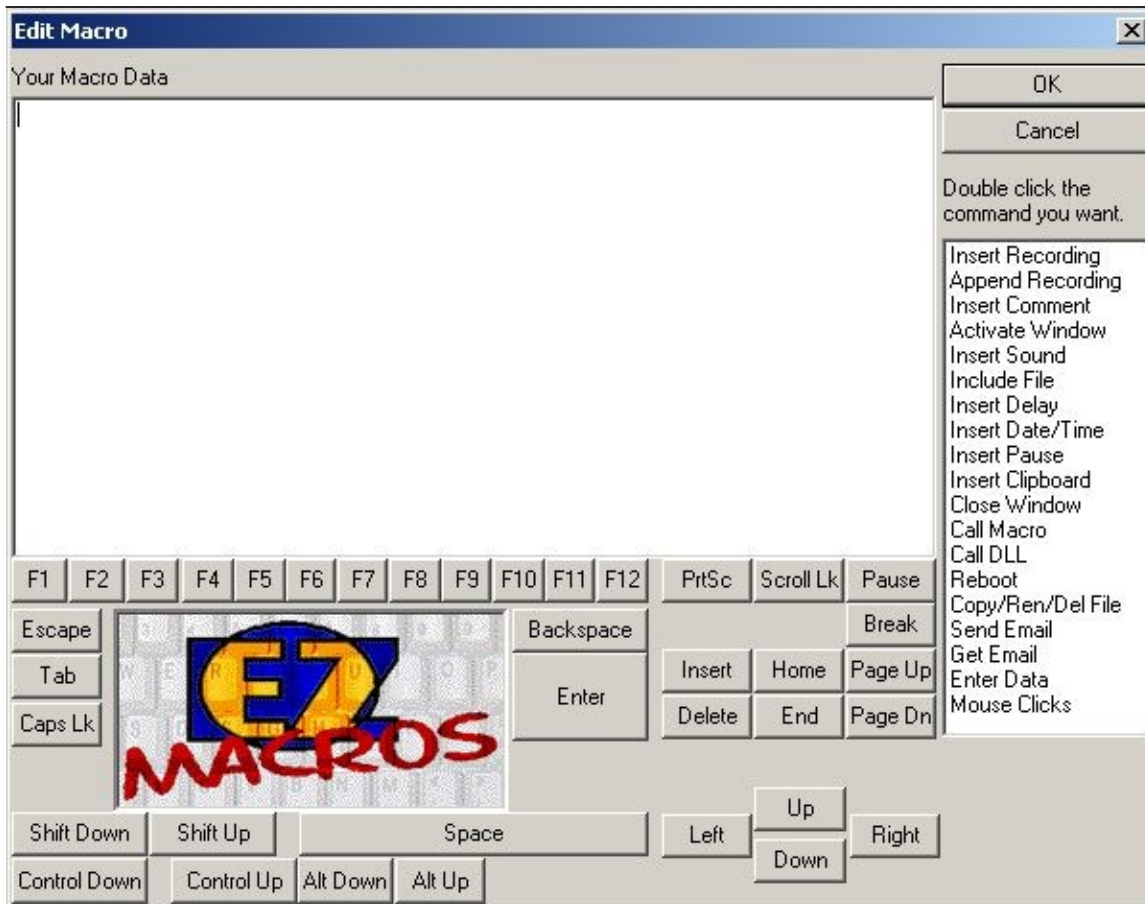 Edit Macro
Your Macro Data
OK
Cancel
Double click the
command you want.
Insert Recording
Append Recording
Insert Comment
Activate Window
Insert Sound
Include File
Insert Delay
Insert Date/Time
Insert Pause
Insert Clipboard
Close Window
Call Macro
Call DLL
Reboot
Copy/Ren/Del File
Send Email
Get Email
Enter Data
Mouse Clicks
F1 F2 F3 F4 F5 F6 F7 F8 F9 F10 F11 F12 PrtSc Scroll Lk Pause
Escape Backspace Break
Tab Enter Insert Home Page Up
Caps Lk Delete End Page Dn
EZ
MACROS
Shift Down Shift Up Space Left Up Right
Down
Control Down Control Up Alt Down Alt Up